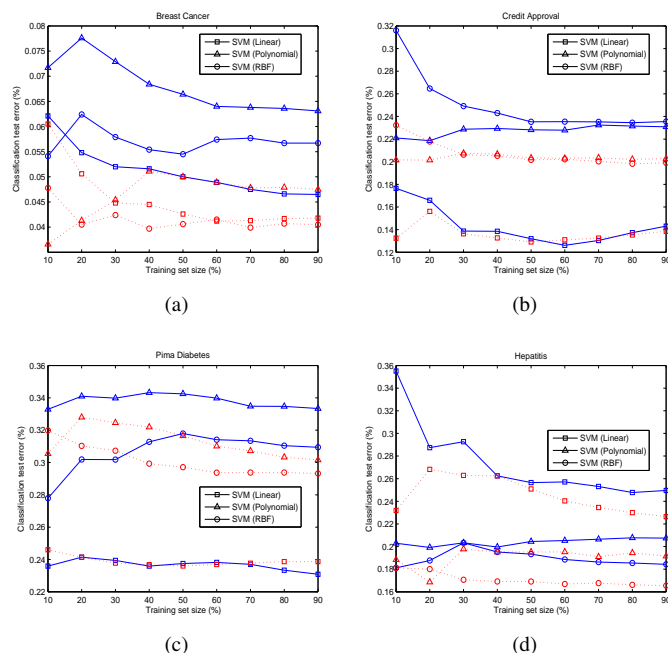 Breast Cancer
0.08
0.075
0.07
0.065
0.06
0.055
0.05
0.045
0.04
Classification test error (%)
SVM (Linear)
SVM (Polynomial)
SVM (RBF)
10 20 30 40 50 60 70 80 90
Training set size (%)
(a)
Credit Approval
0.32
0.3
0.28
0.26
0.24
0.22
0.2
0.18
0.16
0.14
0.12
Classification test error (%)
SVM (Linear)
SVM (Polynomial)
SVM (RBF)
10 20 30 40 50 60 70 80 90
Training set size (%)
(b)
Pima Diabetes
0.36
0.34
0.32
0.3
0.28
0.26
0.24
0.22
Classification test error (%)
SVM (Linear)
SVM (Polynomial)
SVM (RBF)
10 20 30 40 50 60 70 80 90
Training set size (%)
(c)
Hepatitis
0.36
0.34
0.32
0.3
0.28
0.26
0.24
0.22
0.2
0.18
0.16
Classification test error (%)
SVM (Linear)
SVM (Polynomial)
SVM (RBF)
10 20 30 40 50 60 70 80 90
Training set size (%)
(d)